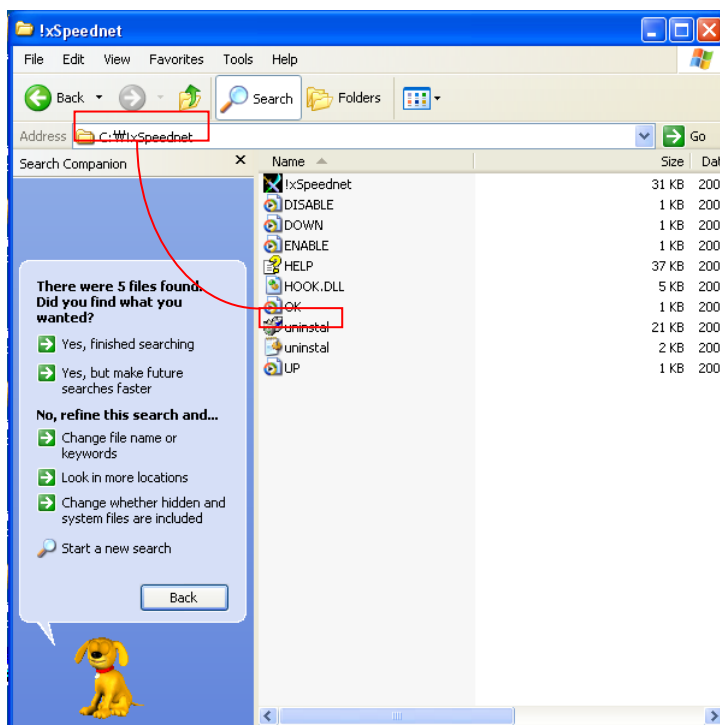 !xSpeednet
File Edit View Favorites Tools Help
Back Search Folders
Address C:₩!xSpeednet Go
Search Companion × Name Size Dat
!xSpeednet 31 KB 200
DISABLE 1 KB 200
DOWN 1 KB 200
ENABLE 1 KB 200
HELP 37 KB 200
HOOK.DLL 5 KB 200
OK 1 KB 200
uninstal 21 KB 200
uninstal 2 KB 200
UP 1 KB 200
There were 5 files found.
Did you find what you
wanted?
Yes, finished searching
Yes, but make future
searches faster
No, refine this search and...
Change file name or
keywords
Look in more locations
Change whether hidden and
system files are included
Start a new search
Back